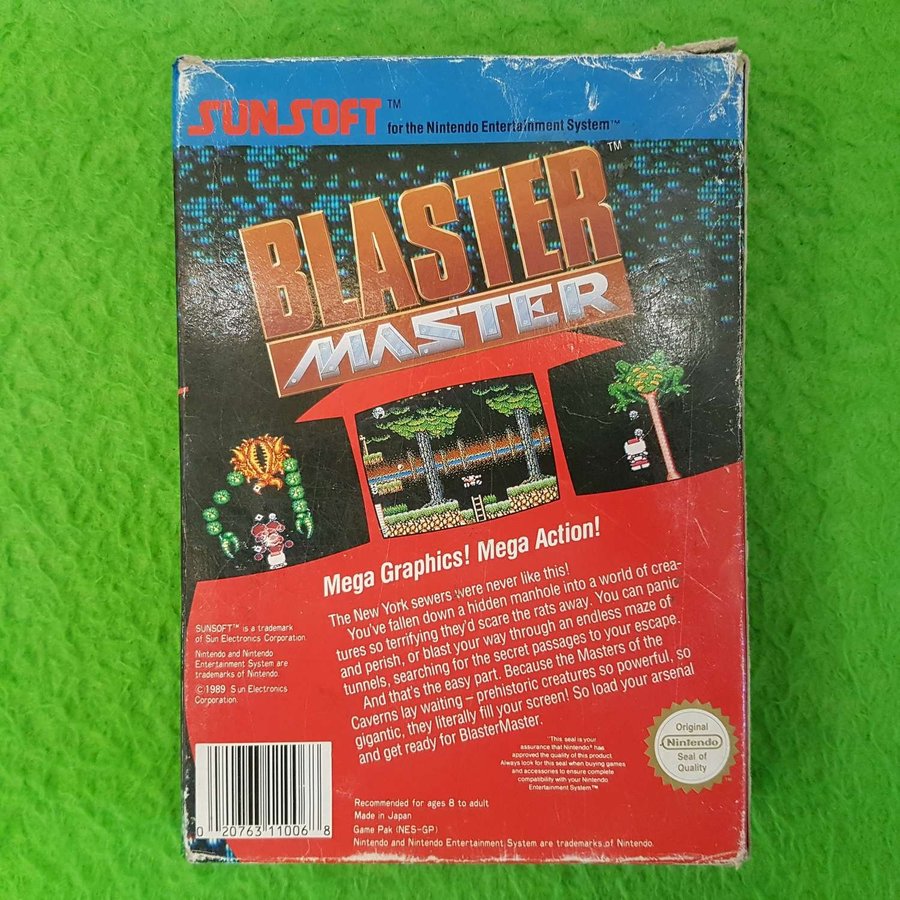 SUNSOFT™
for the Nintendo Entertainment System™
BLASTER™
MASTER
Mega Graphics! Mega Action!
The New York sewers were never like this!
You've fallen down a hidden manhole into a world of crea-
tures so terrifying they'd scare the rats away. You can panic
and perish, or blast your way through an endless maze of
tunnels, searching for the secret passages to your escape.
And that's the easy part. Because the Masters of the
Caverns lay waiting – prehistoric creatures so powerful, so
gigantic, they literally fill your screen! So load your arsenal
and get ready for BlasterMaster.
SUNSOFT™ is a trademark
of Sun Electronics Corporation.
Nintendo and Nintendo
Entertainment System are
trademarks of Nintendo.
©1989 Sun Electronics
Corporation.
"This seal is your
assurance that Nintendo® has
approved the quality of this product.
Always look for this seal when buying games
and accessories to ensure complete
compatibility with your Nintendo
Entertainment System™
Original
Nintendo
Seal of
Quality
TM
0 20763 11006 8
Recommended for ages 8 to adult
Made in Japan
Game Pak (NES-GP)
Nintendo and Nintendo Entertainment System are trademarks of Nintendo.